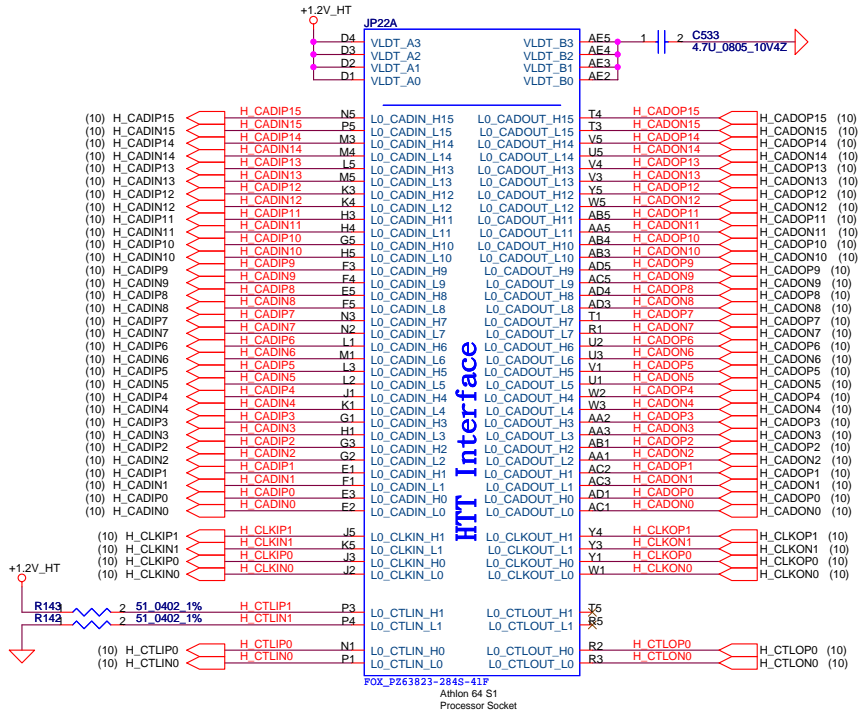 +1.2V_HT
JP22A
D4 VLDT_A3 VLDT_B3 AE5 1 2 C533
D3 VLDT_A2 VLDT_B2 AE4 4.7U_0805_10V4Z
D2 VLDT_A1 VLDT_B1 AE3
D1 VLDT_A0 VLDT_B0 AE2
(10) H_CADIP15 H_CADIP15 N5 L0_CADIN_H15 L0_CADOUT_H15 T4 H_CADOP15 H_CADOP15 (10)
(10) H_CADIN15 H_CADIN15 P5 L0_CADIN_L15 L0_CADOUT_L15 T3 H_CADON15 H_CADON15 (10)
(10) H_CADIP14 H_CADIP14 M3 L0_CADIN_H14 L0_CADOUT_H14 V5 H_CADOP14 H_CADOP14 (10)
(10) H_CADIN14 H_CADIN14 M4 L0_CADIN_L14 L0_CADOUT_L14 U5 H_CADON14 H_CADON14 (10)
(10) H_CADIP13 H_CADIP13 L5 L0_CADIN_H13 L0_CADOUT_H13 V4 H_CADOP13 H_CADOP13 (10)
(10) H_CADIN13 H_CADIN13 M5 L0_CADIN_L13 L0_CADOUT_L13 V3 H_CADON13 H_CADON13 (10)
(10) H_CADIP12 H_CADIP12 K3 L0_CADIN_H12 L0_CADOUT_H12 Y5 H_CADOP12 H_CADOP12 (10)
(10) H_CADIN12 H_CADIN12 K4 L0_CADIN_L12 L0_CADOUT_L12 W5 H_CADON12 H_CADON12 (10)
(10) H_CADIP11 H_CADIP11 H3 L0_CADIN_H11 L0_CADOUT_H11 AB5 H_CADOP11 H_CADOP11 (10)
(10) H_CADIN11 H_CADIN11 H4 L0_CADIN_L11 L0_CADOUT_L11 AA5 H_CADON11 H_CADON11 (10)
(10) H_CADIP10 H_CADIP10 G5 L0_CADIN_H10 L0_CADOUT_H10 AB4 H_CADOP10 H_CADOP10 (10)
(10) H_CADIN10 H_CADIN10 H5 L0_CADIN_L10 L0_CADOUT_L10 AB3 H_CADON10 H_CADON10 (10)
(10) H_CADIP9 H_CADIP9 F3 L0_CADIN_H9 L0_CADOUT_H9 AD5 H_CADOP9 H_CADOP9 (10)
(10) H_CADIN9 H_CADIN9 F4 L0_CADIN_L9 L0_CADOUT_L9 AC5 H_CADON9 H_CADON9 (10)
(10) H_CADIP8 H_CADIP8 E5 L0_CADIN_H8 L0_CADOUT_H8 AD4 H_CADOP8 H_CADOP8 (10)
(10) H_CADIN8 H_CADIN8 F5 L0_CADIN_L8 L0_CADOUT_L8 AD3 H_CADON8 H_CADON8 (10)
(10) H_CADIP7 H_CADIP7 N3 L0_CADIN_H7 L0_CADOUT_H7 T1 H_CADOP7 H_CADOP7 (10)
(10) H_CADIN7 H_CADIN7 N2 L0_CADIN_L7 L0_CADOUT_L7 R1 H_CADON7 H_CADON7 (10)
(10) H_CADIP6 H_CADIP6 L1 L0_CADIN_H6 L0_CADOUT_H6 U2 H_CADOP6 H_CADOP6 (10)
(10) H_CADIN6 H_CADIN6 M1 L0_CADIN_L6 L0_CADOUT_L6 U3 H_CADON6 H_CADON6 (10)
(10) H_CADIP5 H_CADIP5 L3 L0_CADIN_H5 L0_CADOUT_H5 V1 H_CADOP5 H_CADOP5 (10)
(10) H_CADIN5 H_CADIN5 L2 L0_CADIN_L5 L0_CADOUT_L5 U1 H_CADON5 H_CADON5 (10)
(10) H_CADIP4 H_CADIP4 J1 L0_CADIN_H4 L0_CADOUT_H4 W2 H_CADOP4 H_CADOP4 (10)
(10) H_CADIN4 H_CADIN4 K1 L0_CADIN_L4 L0_CADOUT_L4 W3 H_CADON4 H_CADON4 (10)
(10) H_CADIP3 H_CADIP3 G1 L0_CADIN_H3 L0_CADOUT_H3 AA2 H_CADOP3 H_CADOP3 (10)
(10) H_CADIN3 H_CADIN3 H1 L0_CADIN_L3 L0_CADOUT_L3 AA3 H_CADON3 H_CADON3 (10)
(10) H_CADIP2 H_CADIP2 G3 L0_CADIN_H2 L0_CADOUT_H2 AB1 H_CADOP2 H_CADOP2 (10)
(10) H_CADIN2 H_CADIN2 G2 L0_CADIN_L2 L0_CADOUT_L2 AA1 H_CADON2 H_CADON2 (10)
(10) H_CADIP1 H_CADIP1 E1 L0_CADIN_H1 L0_CADOUT_H1 AC2 H_CADOP1 H_CADOP1 (10)
(10) H_CADIN1 H_CADIN1 F1 L0_CADIN_L1 L0_CADOUT_L1 AC3 H_CADON1 H_CADON1 (10)
(10) H_CADIP0 H_CADIP0 E3 L0_CADIN_H0 L0_CADOUT_H0 AD1 H_CADOP0 H_CADOP0 (10)
(10) H_CADIN0 H_CADIN0 E2 L0_CADIN_L0 L0_CADOUT_L0 AC1 H_CADON0 H_CADON0 (10)
HTT Interface
(10) H_CLKIP1 H_CLKIP1 J5 L0_CLKIN_H1 L0_CLKOUT_H1 Y4 H_CLKOP1 H_CLKOP1 (10)
(10) H_CLKIN1 H_CLKIN1 K5 L0_CLKIN_L1 L0_CLKOUT_L1 Y3 H_CLKON1 H_CLKON1 (10)
(10) H_CLKIP0 H_CLKIP0 J3 L0_CLKIN_H0 L0_CLKOUT_H0 Y1 H_CLKOP0 H_CLKOP0 (10)
(10) H_CLKIN0 H_CLKIN0 J2 L0_CLKIN_L0 L0_CLKOUT_L0 W1 H_CLKON0 H_CLKON0 (10)
+1.2V_HT
R143 1 2 51_0402_1% H_CTLIP1 P3 L0_CTLIN_H1 L0_CTLOUT_H1 T5
R142 1 2 51_0402_1% H_CTLIN1 P4 L0_CTLIN_L1 L0_CTLOUT_L1 R5
(10) H_CTLIP0 H_CTLIP0 N1 L0_CTLIN_H0 L0_CTLOUT_H0 R2 H_CTLOP0 H_CTLOP0 (10)
(10) H_CTLIN0 H_CTLIN0 P1 L0_CTLIN_L0 L0_CTLOUT_L0 R3 H_CTLON0 H_CTLON0 (10)
FOX_PZ63823-284S-41F
Athlon 64 S1
Processor Socket